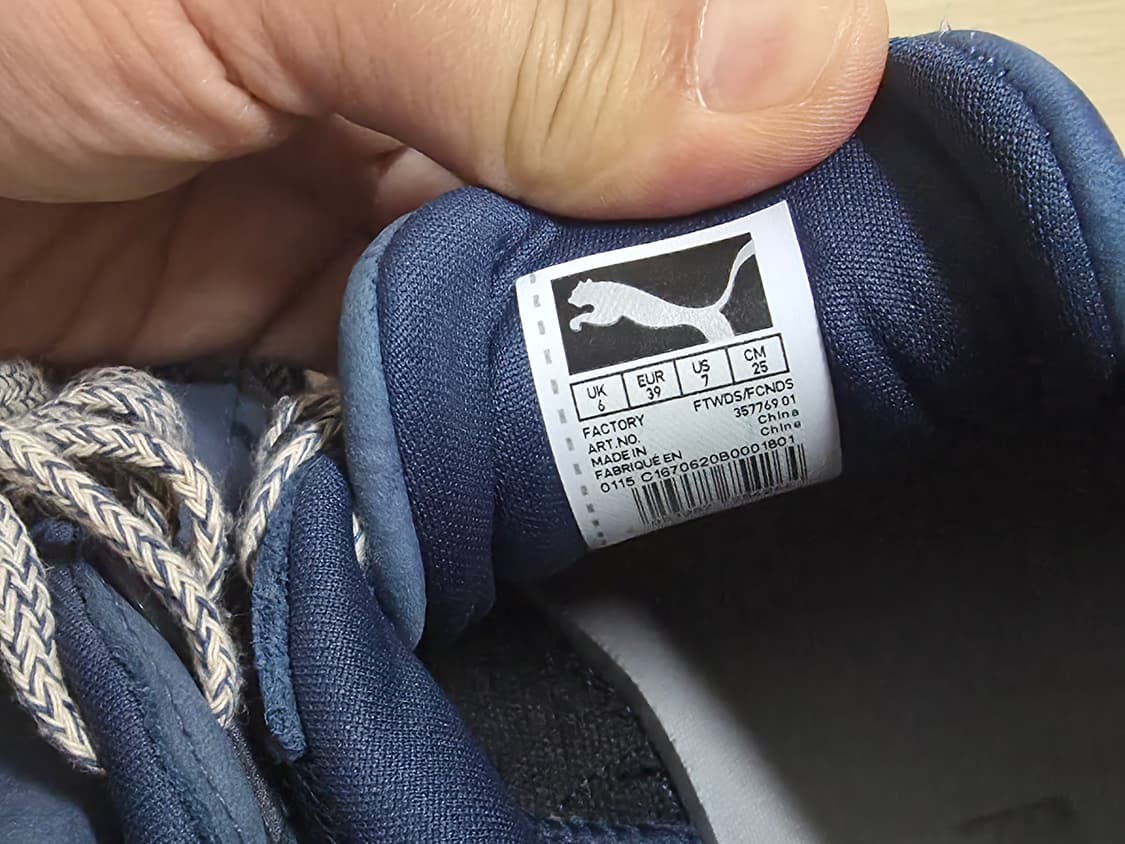 UK EUR US CM
6 39 7 25
FACTORY FTWDS/FCNDS
ART.NO. 357769 01
MADE IN China
FABRIQUÉ EN China
0115 C1670620B0001801